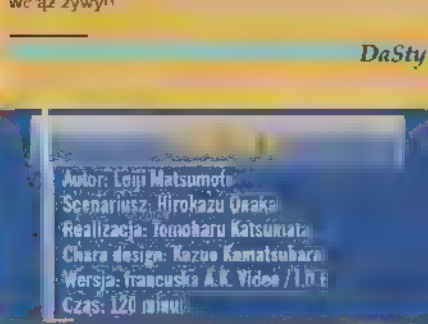 DaSty
Autor: Leiji Matsumoto
Scenariusz: Hirokazu Onaka
Realizacja: Tomoharu Katsumata
Chara design: Kazuo Kamatsubara
Wersja: francuska A.K. Video /I.D.
Czas: 120 minut